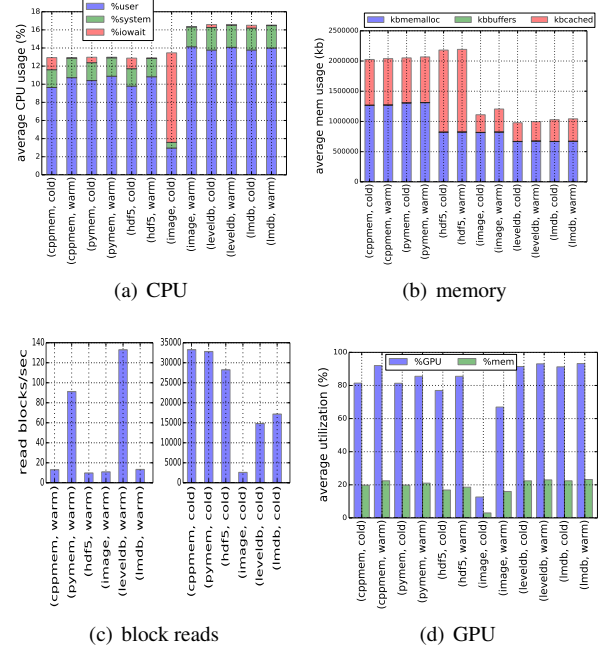 %user
%system
%iowait
average CPU usage (%)
18
16
14
12
10
8
6
4
2
0
(cppmem, cold)
(cppmem, warm)
(pymem, cold)
(pymem, warm)
(hdf5, cold)
(hdf5, warm)
(image, cold)
(image, warm)
(leveldb, cold)
(leveldb, warm)
(lmdb, cold)
(lmdb, warm)
(a) CPU
kbmemalloc
kbbuffers
kbcached
average mem usage (kb)
2500000
2000000
1500000
1000000
500000
0
(cppmem, cold)
(cppmem, warm)
(pymem, cold)
(pymem, warm)
(hdf5, cold)
(hdf5, warm)
(image, cold)
(image, warm)
(leveldb, cold)
(leveldb, warm)
(lmdb, cold)
(lmdb, warm)
(b) memory
read blocks/sec
140
120
100
80
60
40
20
0
(cppmem, warm)
(pymem, warm)
(hdf5, warm)
(image, warm)
(leveldb, warm)
(lmdb, warm)
35000
30000
25000
20000
15000
10000
5000
0
(cppmem, cold)
(pymem, cold)
(hdf5, cold)
(image, cold)
(leveldb, cold)
(lmdb, cold)
(c) block reads
%GPU
%mem
average utilization (%)
100
80
60
40
20
0
(cppmem, cold)
(cppmem, warm)
(pymem, cold)
(pymem, warm)
(hdf5, cold)
(hdf5, warm)
(image, cold)
(image, warm)
(leveldb, cold)
(leveldb, warm)
(lmdb, cold)
(lmdb, warm)
(d) GPU